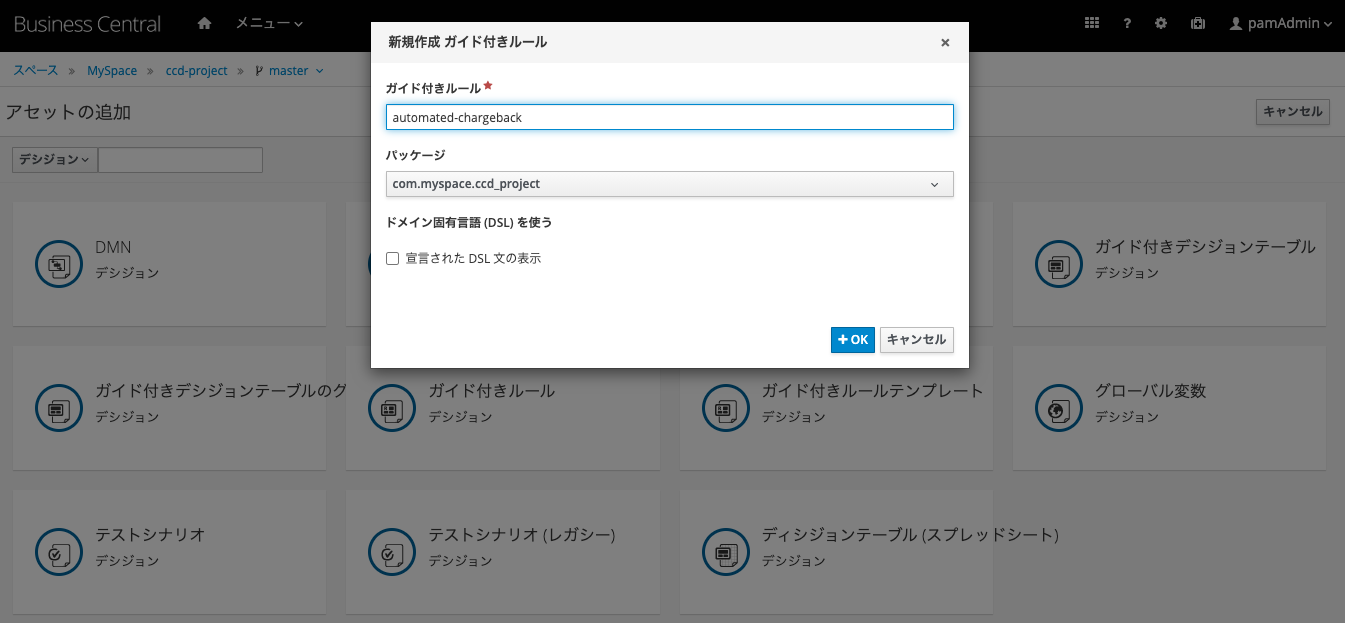 Business Central
メニュー
pamAdmin
新規作成 ガイド付きルール
×
スペース » MySpace » ccd-project » master
アセットの追加
キャンセル
ガイド付きルール*
automated-chargeback
デシジョン
パッケージ
com.myspace.ccd_project
ドメイン固有言語 (DSL) を使う
宣言された DSL 文の表示
+ OK
キャンセル
DMN
デシジョン
ガイド付きデシジョンテーブル
デシジョン
ガイド付きデシジョンテーブルのグ
デシジョン
ガイド付きルール
デシジョン
ガイド付きルールテンプレート
デシジョン
グローバル変数
デシジョン
テストシナリオ
デシジョン
テストシナリオ (レガシー)
デシジョン
ディシジョンテーブル (スプレッドシート)
デシジョン